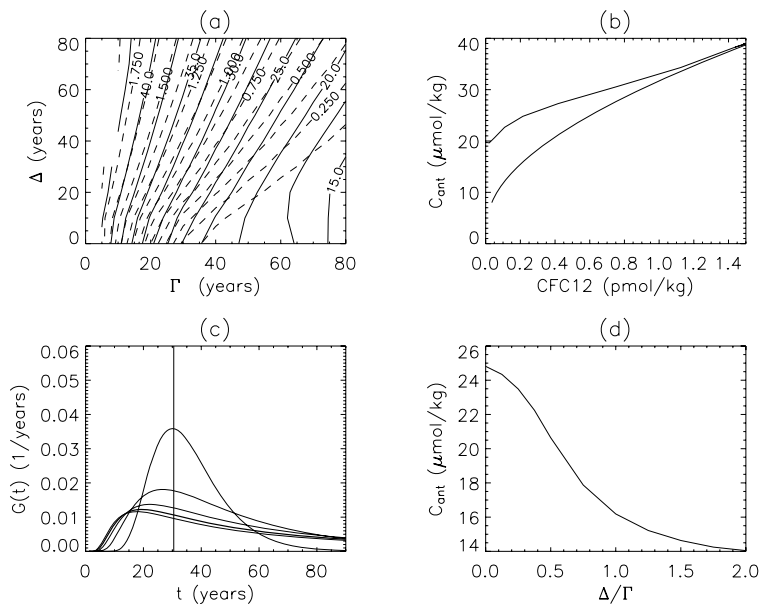 (a)
80
60
40
20
0
Δ (years)
1.750
40.0
1.500
35.0
1.250
1.000
30.0
0.750
25.0
0.500
20.0
0.250
15.0
0 20 40 60 80
Γ (years)
(b)
40
30
20
10
0
C_ant (μmol/kg)
0.0 0.2 0.4 0.6 0.8 1.0 1.2 1.4
CFC12 (pmol/kg)
(c)
0.06
0.05
0.04
0.03
0.02
0.01
0.00
G(t) (1/years)
0 20 40 60 80
t (years)
(d)
26
24
22
20
18
16
14
C_ant (μmol/kg)
0.0 0.5 1.0 1.5 2.0
Δ/Γ